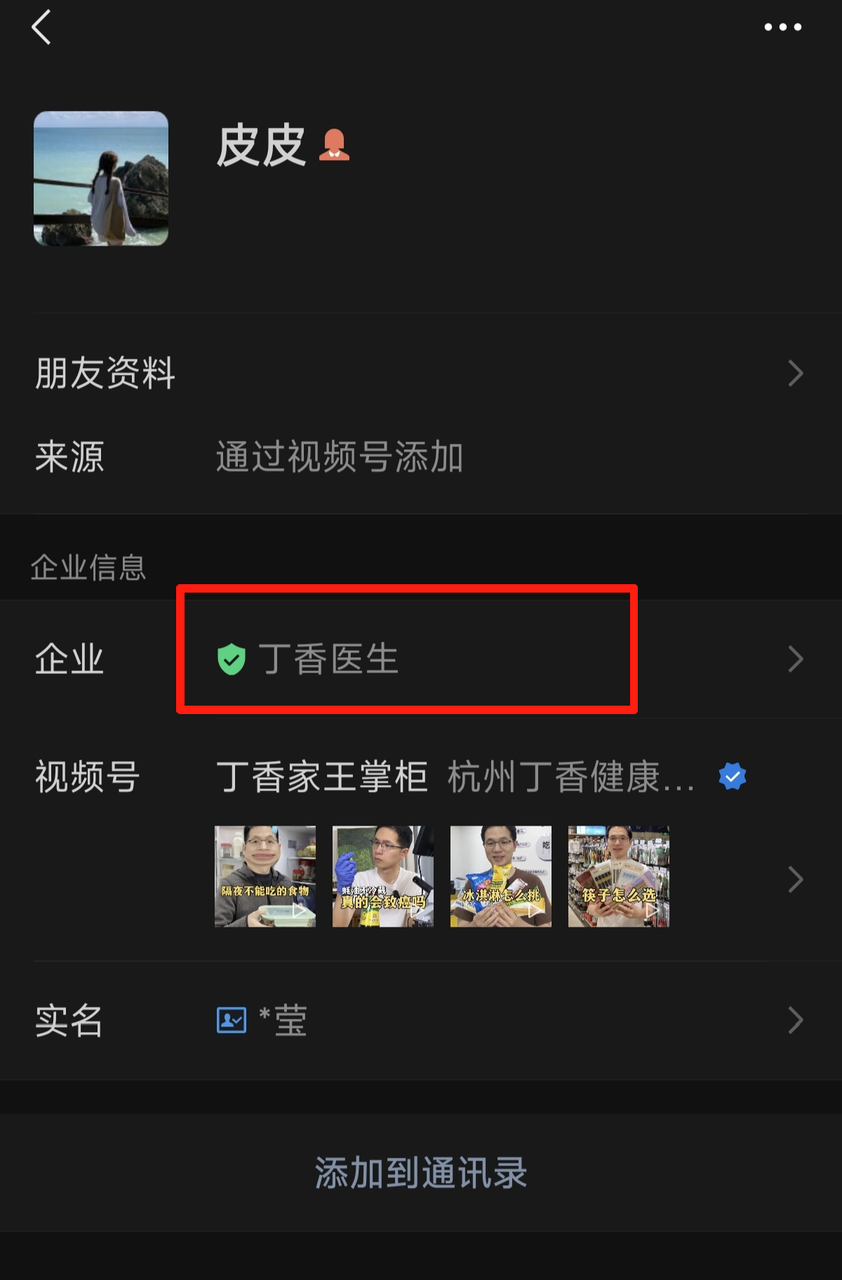 皮皮
朋友资料
来源 通过视频号添加
企业信息
企业 丁香医生
视频号 丁香家王掌柜 杭州丁香健康...
隔夜不能吃的食物
真的会致癌吗
冰淇淋怎么挑
筷子怎么选
实名 *莹
添加到通讯录